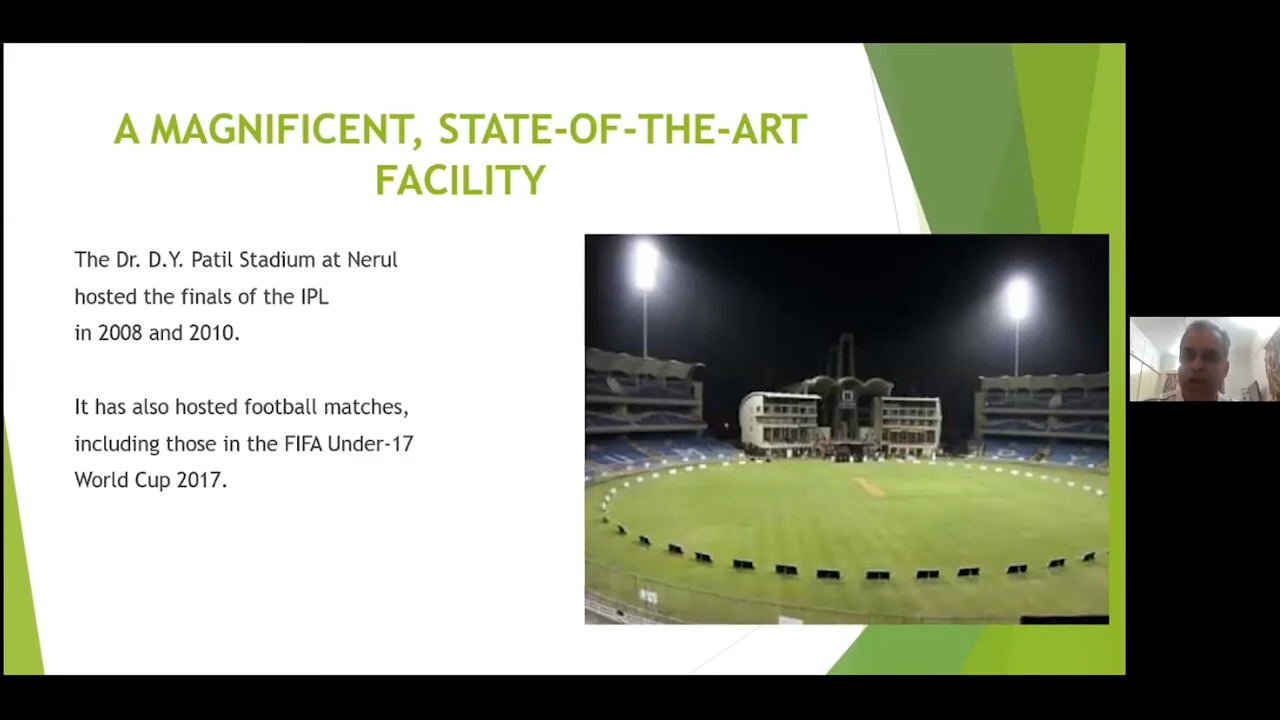 A MAGNIFICENT, STATE-OF-THE-ART
FACILITY
The Dr. D.Y. Patil Stadium at Nerul
hosted the finals of the IPL
in 2008 and 2010.
It has also hosted football matches,
including those in the FIFA Under-17
World Cup 2017.